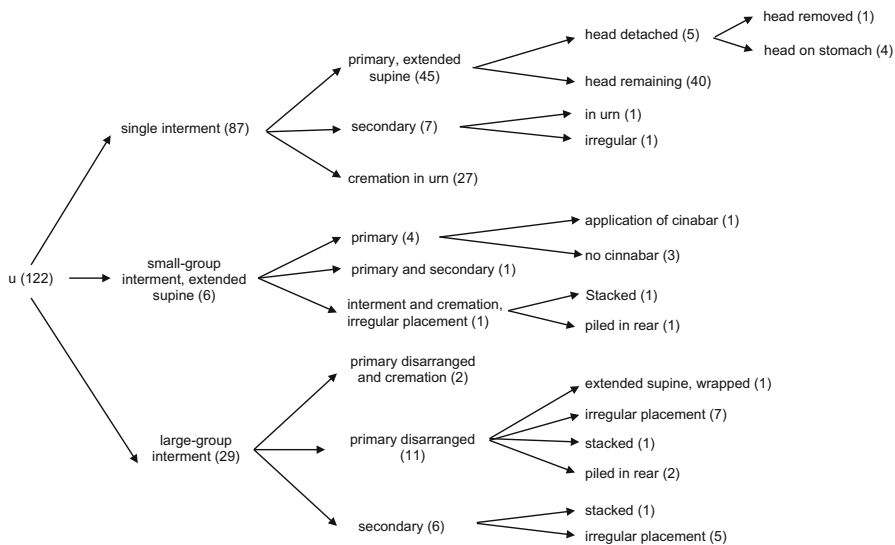 head removed (1)
head detached (5)
head on stomach (4)
primary, extended
supine (45)
head remaining (40)
in urn (1)
single interment (87)
secondary (7)
irregular (1)
cremation in urn (27)
application of cinabar (1)
primary (4)
no cinnabar (3)
small-group
interment, extended
supine (6)
u (122)
primary and secondary (1)
Stacked (1)
interment and cremation,
irregular placement (1)
piled in rear (1)
primary disarranged
and cremation (2)
extended supine, wrapped (1)
irregular placement (7)
large-group
interment (29)
primary disarranged
(11)
stacked (1)
piled in rear (2)
stacked (1)
secondary (6)
irregular placement (5)